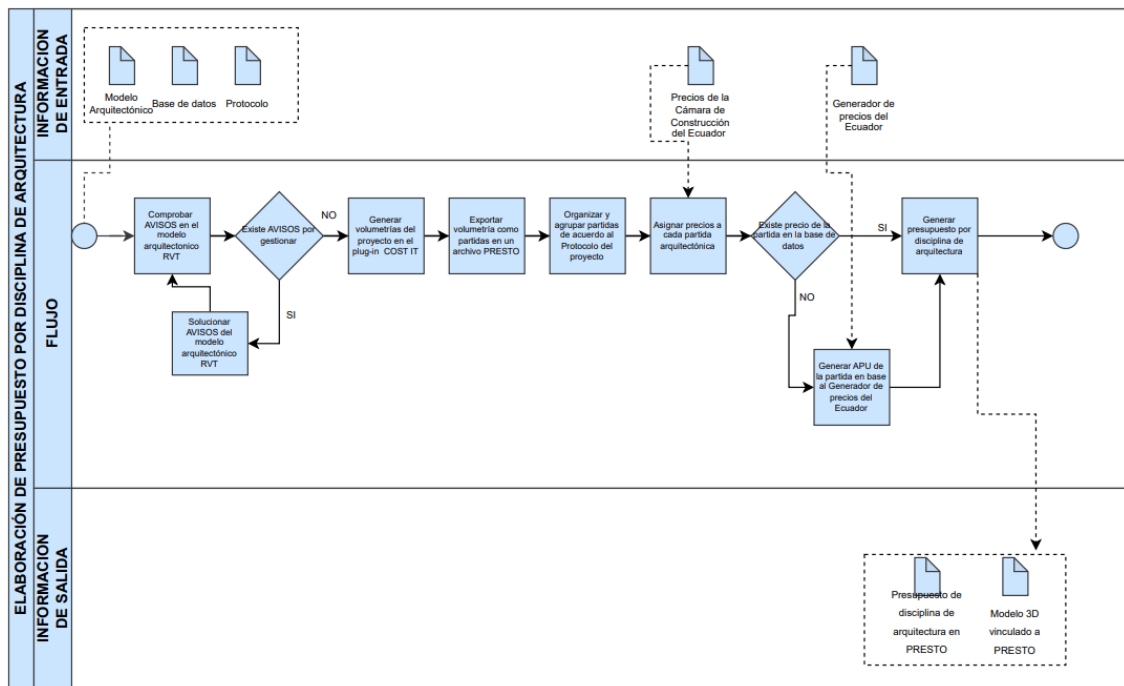 ELABORACIÓN DE PRESUPUESTO POR DISCIPLINA DE ARQUITECTURA
INFORMACION
DE ENTRADA
Modelo
Arquitectónico
Base de datos
Protocolo
Precios de la
Cámara de
Construcción
del Ecuador
Generador de
precios del
Ecuador
FLUJO
Comprobar
AVISOS en el
modelo
arquitectonico
RVT
Existe AVISOS por
gestionar
NO
SI
Solucionar
AVISOS del
modelo
arquitectónico
RVT
Generar
volumetrías del
proyecto en el
plug-in COST IT
Exportar
volumetría como
partidas en un
archivo PRESTO
Organizar y
agrupar partidas
de acuerdo al
Protocolo del
proyecto
Asignar precios a
cada partida
arquitectónica
Existe precio de la
partida en la base de
datos
SI
NO
Generar APU de
la partida en base
al Generador de
precios del
Ecuador
Generar
presupuesto por
disciplina de
arquitectura
INFORMACION
DE SALIDA
Presupuesto de
disciplina de
arquitectura en
PRESTO
Modelo 3D
vinculado a
PRESTO